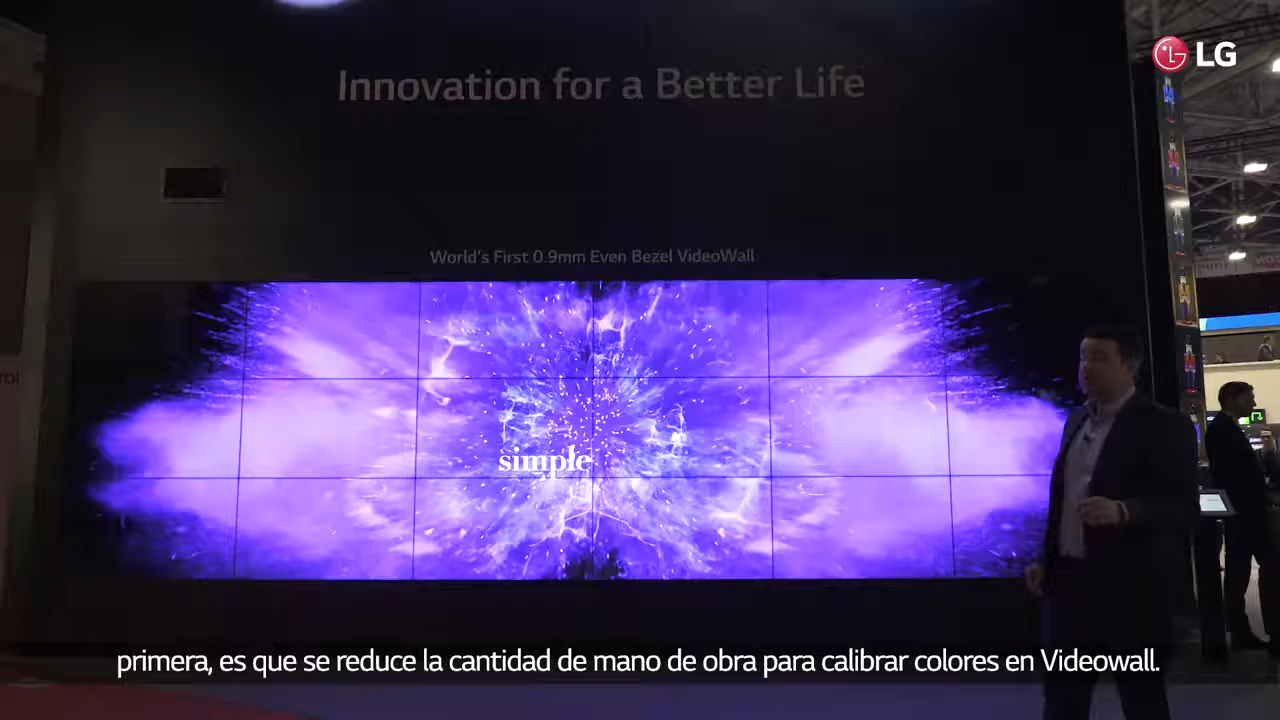 LG
Innovation for a Better Life
World's First 0.9mm Even Bezel VideoWall
simple
primera, es que se reduce la cantidad de mano de obra para calibrar colores en Videowall.